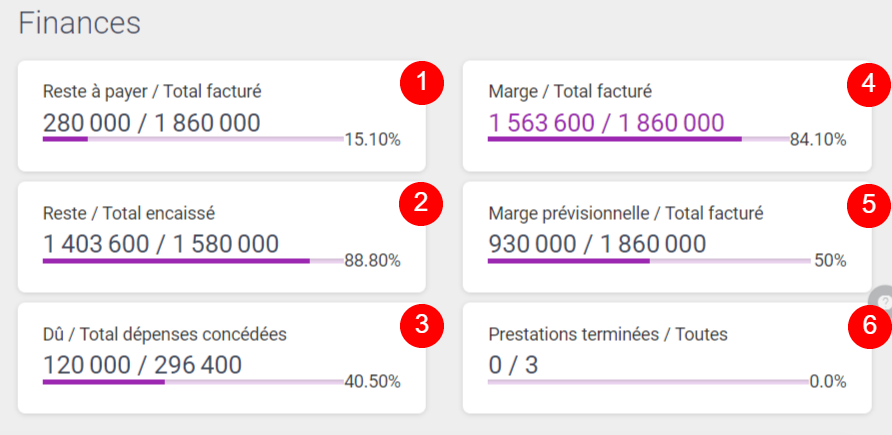 Finances
1
Reste à payer / Total facturé
280 000 / 1 860 000
15.10%
2
Reste / Total encaissé
1 403 600 / 1 580 000
88.80%
3
Dû / Total dépenses concédées
120 000 / 296 400
40.50%
4
Marge / Total facturé
1 563 600 / 1 860 000
84.10%
5
Marge prévisionnelle / Total facturé
930 000 / 1 860 000
50%
?
6
Prestations terminées / Toutes
0 / 3
0.0%